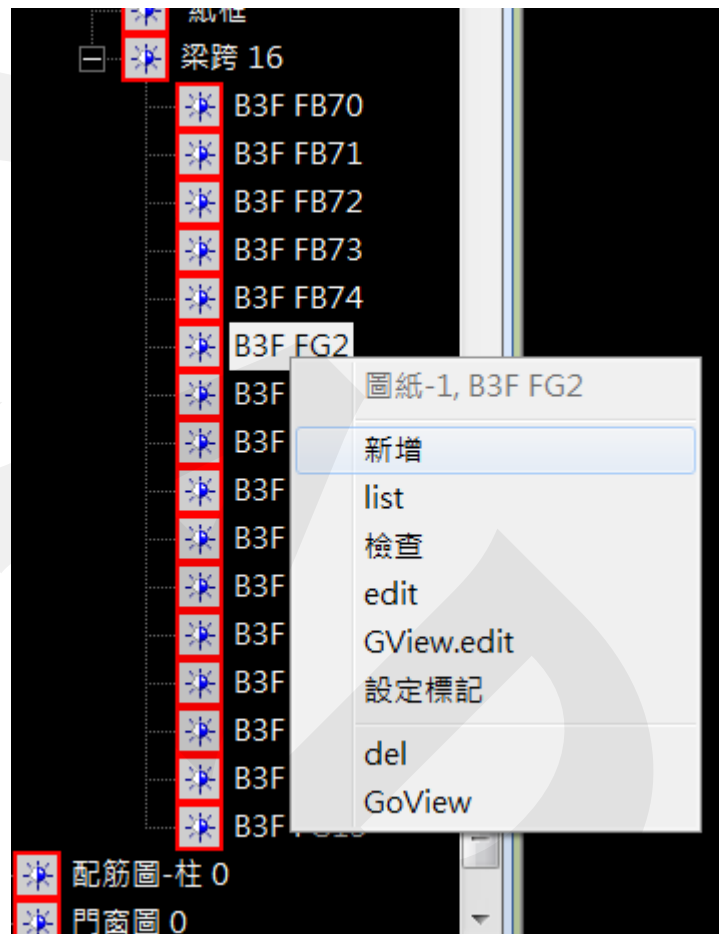 紙框
梁跨 16
B3F FB70
B3F FB71
B3F FB72
B3F FB73
B3F FB74
B3F FG2
B3F
B3F
B3F
B3F
B3F
B3F
B3F
B3F
B3F
B3F
圖紙-1, B3F FG2
新增
list
檢查
edit
GView.edit
設定標記
del
GoView
配筋圖-柱 0
門窗圖 0